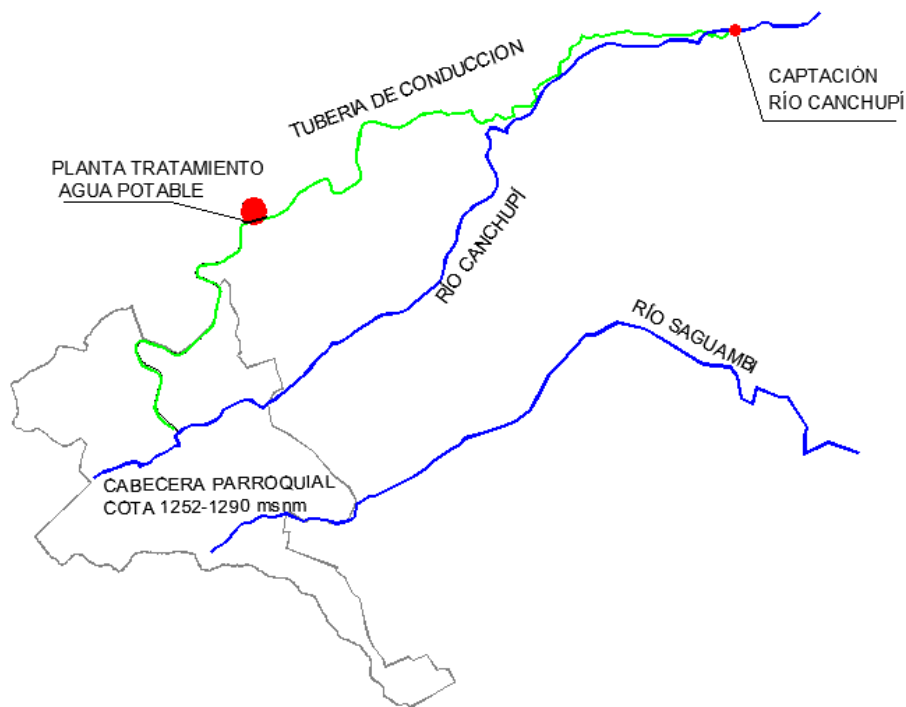 TUBERIA DE CONDUCCION
CAPTACIÓN
RÍO CANCHUPÍ
PLANTA TRATAMIENTO
AGUA POTABLE
RÍO CANCHUPÍ
RÍO SAGUAMBI
CABECERA PARROQUIAL
COTA 1252-1290 msnm